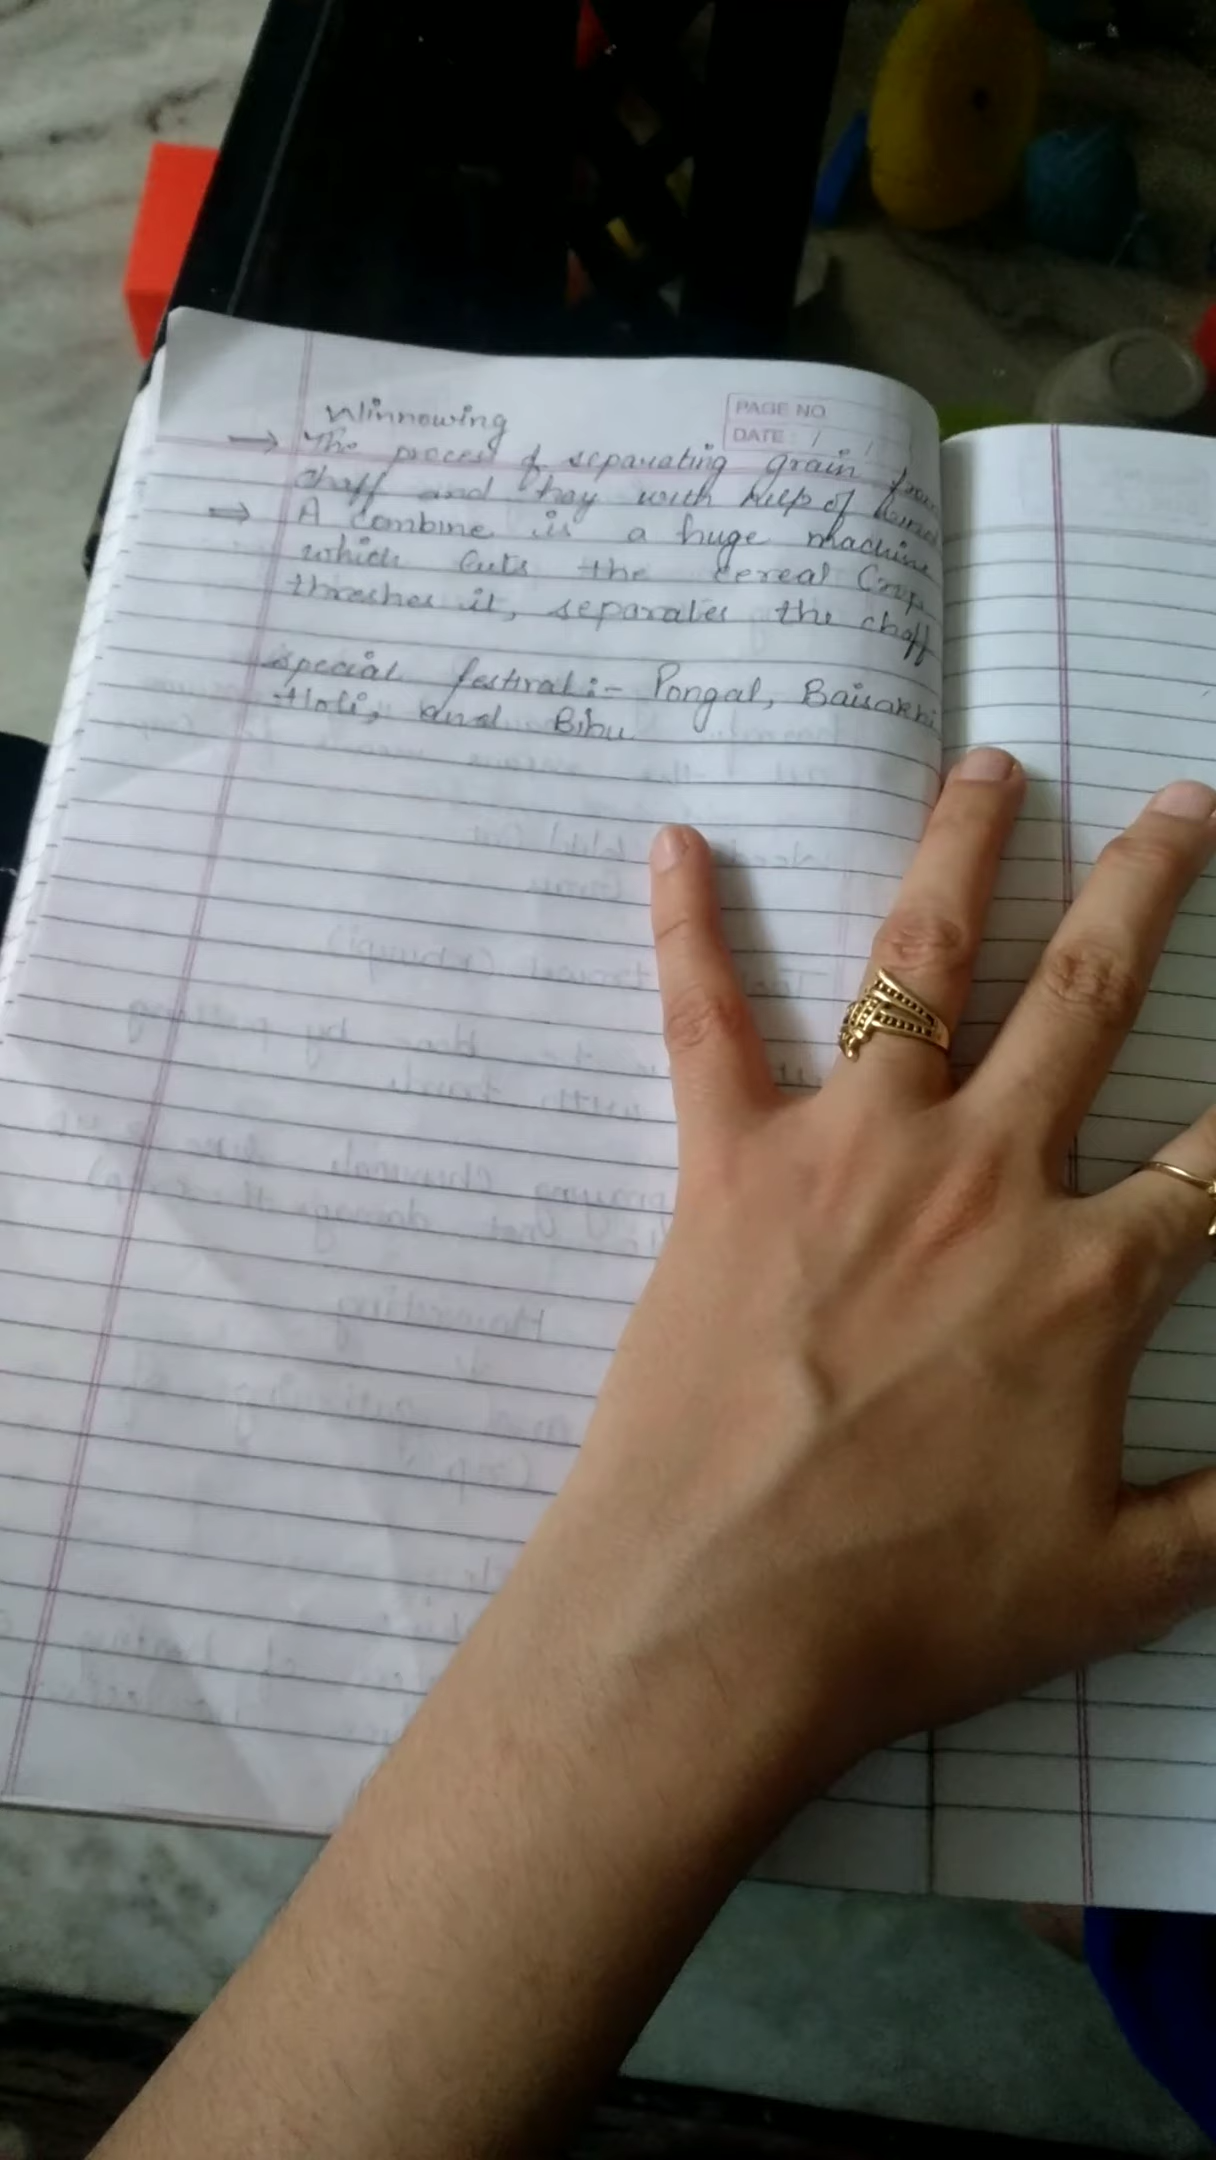 Winnowing
PAGE NO.
DATE : / /
→ The process of separating grain from
chaff and hay with help of
→ A combine is a huge machine
which cuts the cereal Crop,
threshes it, separates the chaff
special festival:- Pongal, Baisakhi
Holi, and Bihu